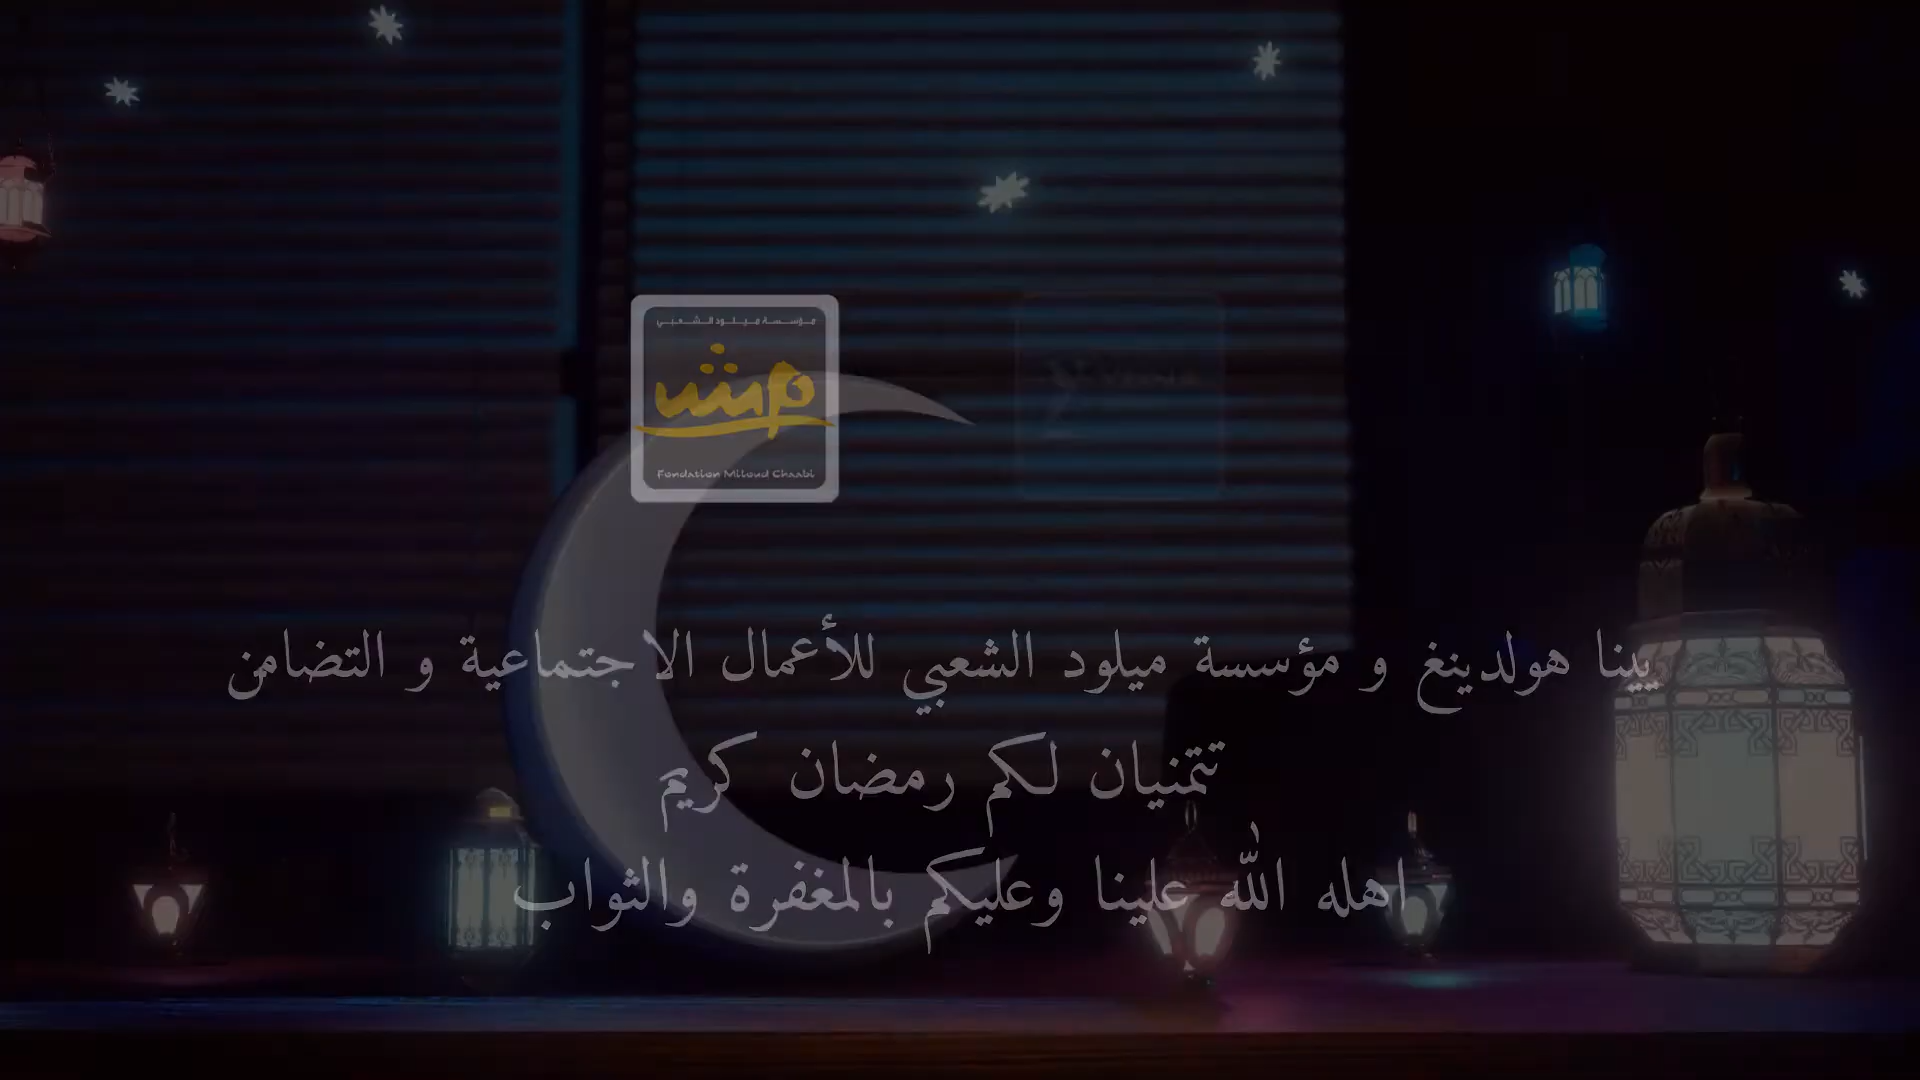 مؤسسة ميلود الشعبي
مش
Fondation Miloud Chaabi
يينا هولدينغ و مؤسسة ميلود الشعبي للأعمال الاجتماعية و التضامن
تتمنيان لكم رمضان كريم
اهله الله علينا وعليكم بالمغفرة والثواب